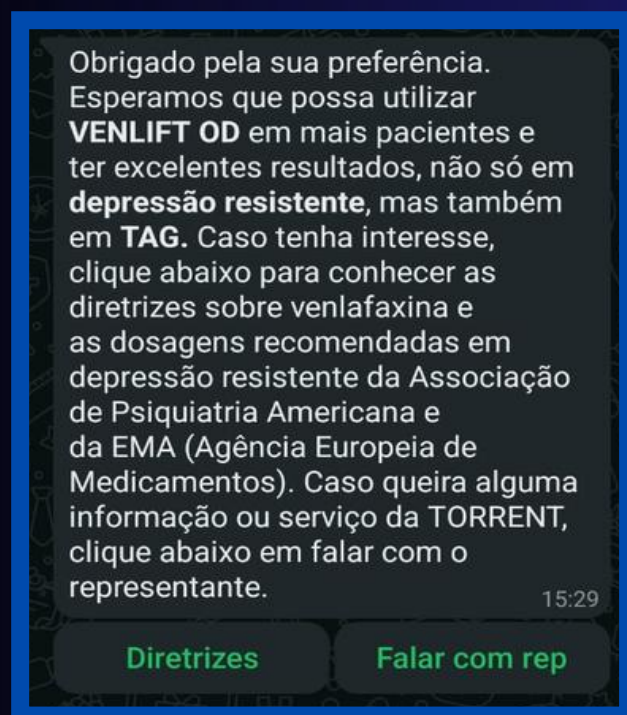 Obrigado pela sua preferência.
Esperamos que possa utilizar
VENLIFT OD em mais pacientes e
ter excelentes resultados, não só em
depressão resistente, mas também
em TAG. Caso tenha interesse,
clique abaixo para conhecer as
diretrizes sobre venlafaxina e
as dosagens recomendadas em
depressão resistente da Associação
de Psiquiatria Americana e
da EMA (Agência Europeia de
Medicamentos). Caso queira alguma
informação ou serviço da TORRENT,
clique abaixo em falar com o
representante.
15:29
Diretrizes
Falar com rep